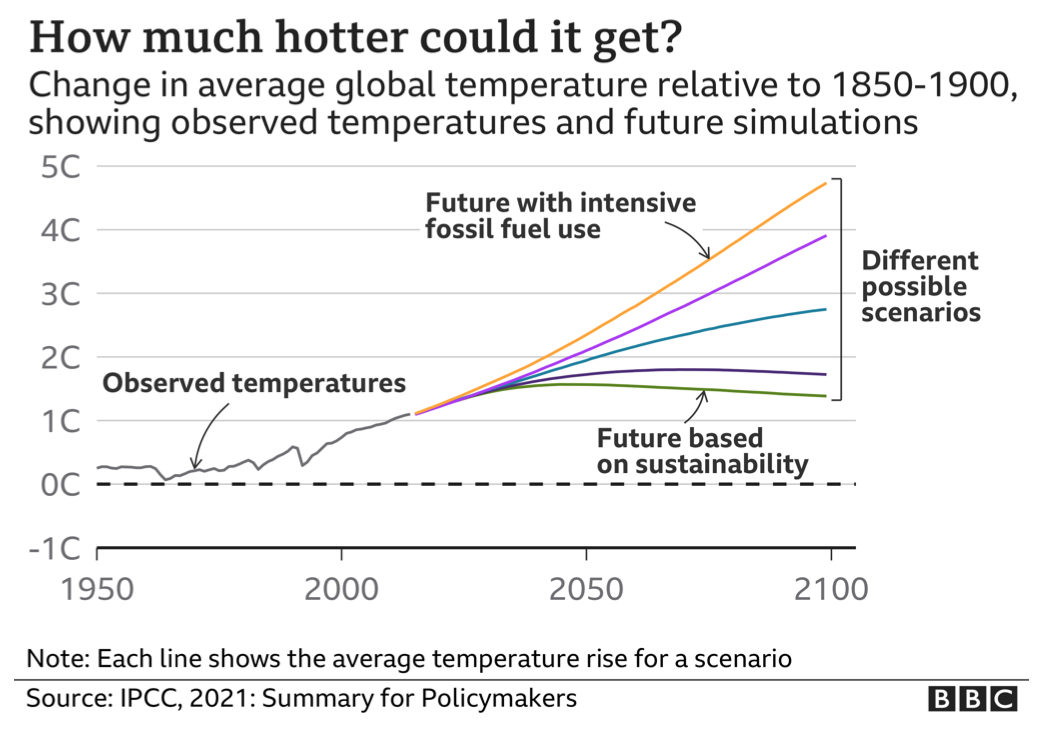 How much hotter could it get?
Change in average global temperature relative to 1850-1900,
showing observed temperatures and future simulations
5C
4C
3C
2C
1C
0C
-1C
Future with intensive
fossil fuel use
Different
possible
scenarios
Observed temperatures
Future based
on sustainability
1950
2000
2050
2100
Note: Each line shows the average temperature rise for a scenario
Source: IPCC, 2021: Summary for Policymakers
BBC